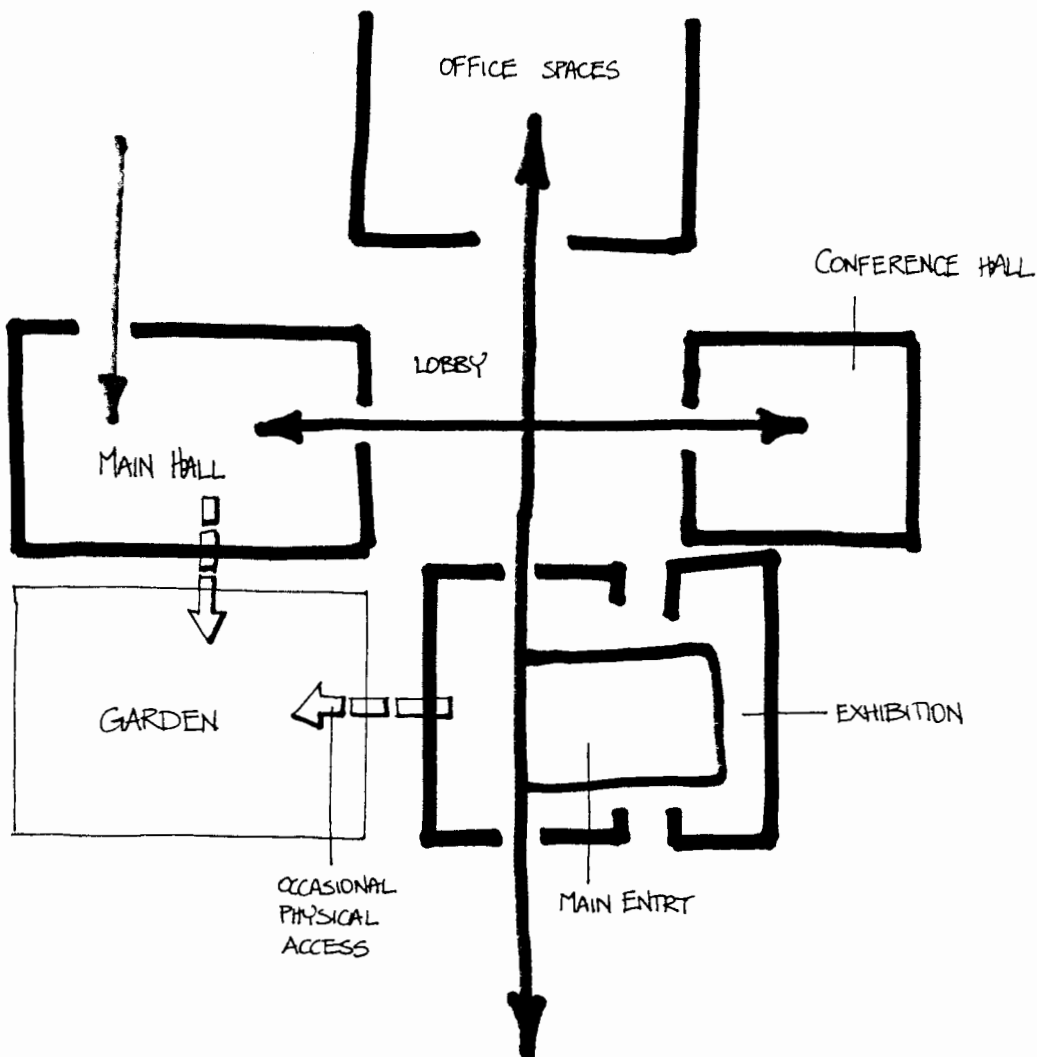 OFFICE SPACES
CONFERENCE HALL
LOBBY
MAIN HALL
GARDEN
EXHIBITION
OCCASIONAL
PHYSICAL
ACCESS
MAIN ENTRT